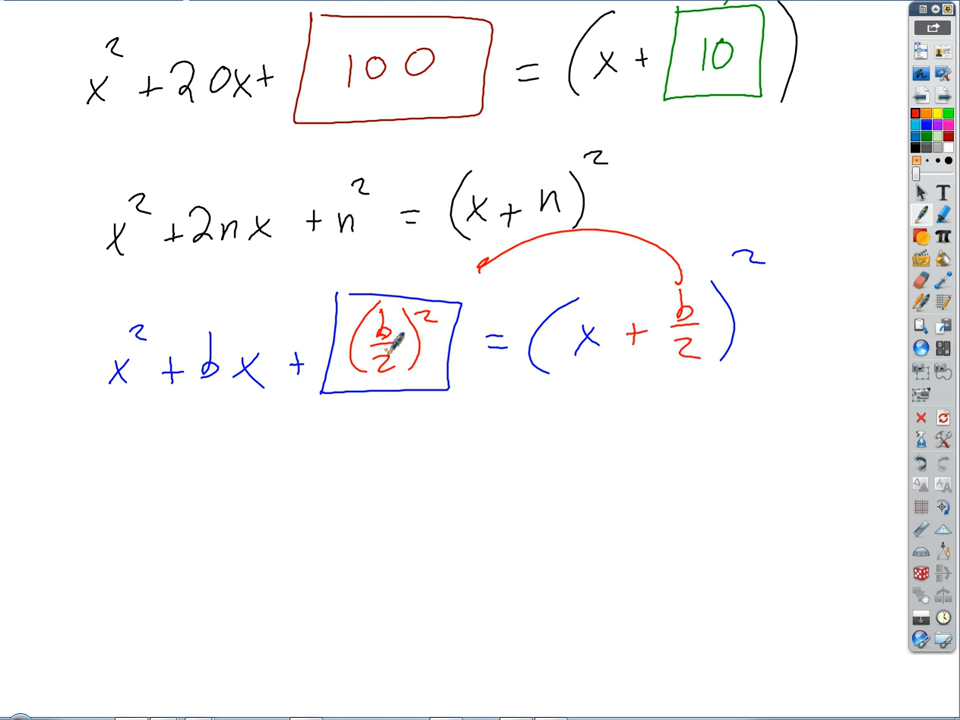 x² + 20x + 100 = (x + 10)
x² + 2nx + n² = (x + n)²
x² + bx + (b/2)² = (x + b/2)²
T
π